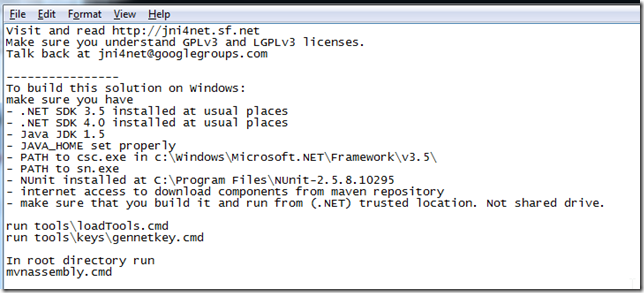 File Edit Format View Help
Visit and read http://jni4net.sf.net
Make sure you understand GPLv3 and LGPLv3 licenses.
Talk back at jni4net@googlegroups.com
---------------
To build this solution on Windows:
make sure you have
- .NET SDK 3.5 installed at usual places
- .NET SDK 4.0 installed at usual places
- Java JDK 1.5
- JAVA_HOME set properly
- PATH to csc.exe in c:\Windows\Microsoft.NET\Framework\v3.5\
- PATH to sn.exe
- NUnit installed at C:\Program Files\NUnit-2.5.8.10295
- internet access to download components from maven repository
- make sure that you build it and run from (.NET) trusted location. Not shared drive.
run tools\loadTools.cmd
run tools\keys\gennetkey.cmd
In root directory run
mvnassembly.cmd